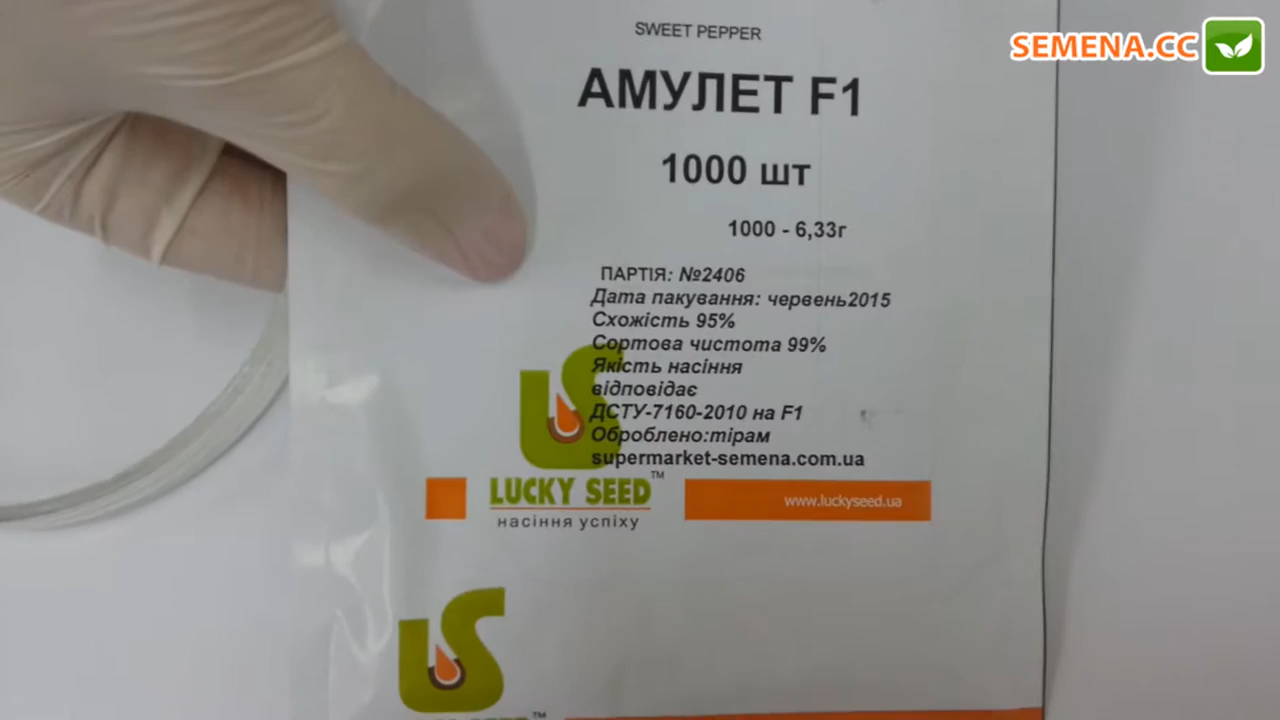 SEMENA.CC
SWEET PEPPER
АМУЛЕТ F1
1000 шт
1000 - 6,33г
ПАРТІЯ: №2406
Дата пакування: червень2015
Схожість 95%
Сортова чистота 99%
Якість насіння
відповідає
ДСТУ-7160-2010 на F1
Оброблено:тірам
supermarket-semena.com.ua
LUCKY SEED™
www.luckyseed.ua
насіння успіху